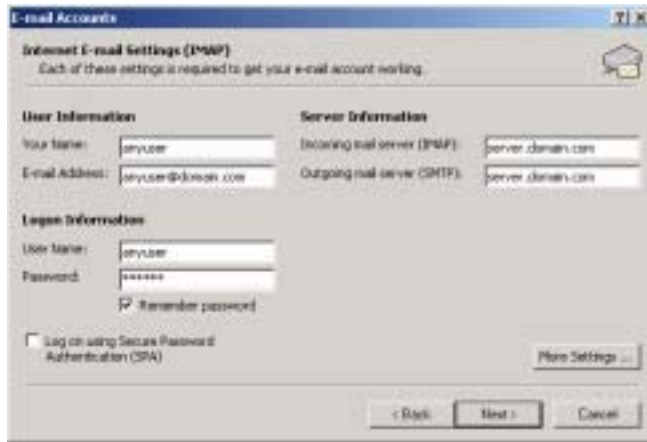 E-mail Accounts
Internet E-mail Settings (IMAP)
Each of these settings is required to get your e-mail account working.
User Information
Your Name: anyuser
E-mail Address: anyuser@domain.com
Server Information
Incoming mail server (IMAP): server.domain.com
Outgoing mail server (SMTP): server.domain.com
Logon Information
User Name: anyuser
Password: ******
Remember password
Log on using Secure Password
Authentication (SPA)
More Settings ...
< Back
Next >
Cancel